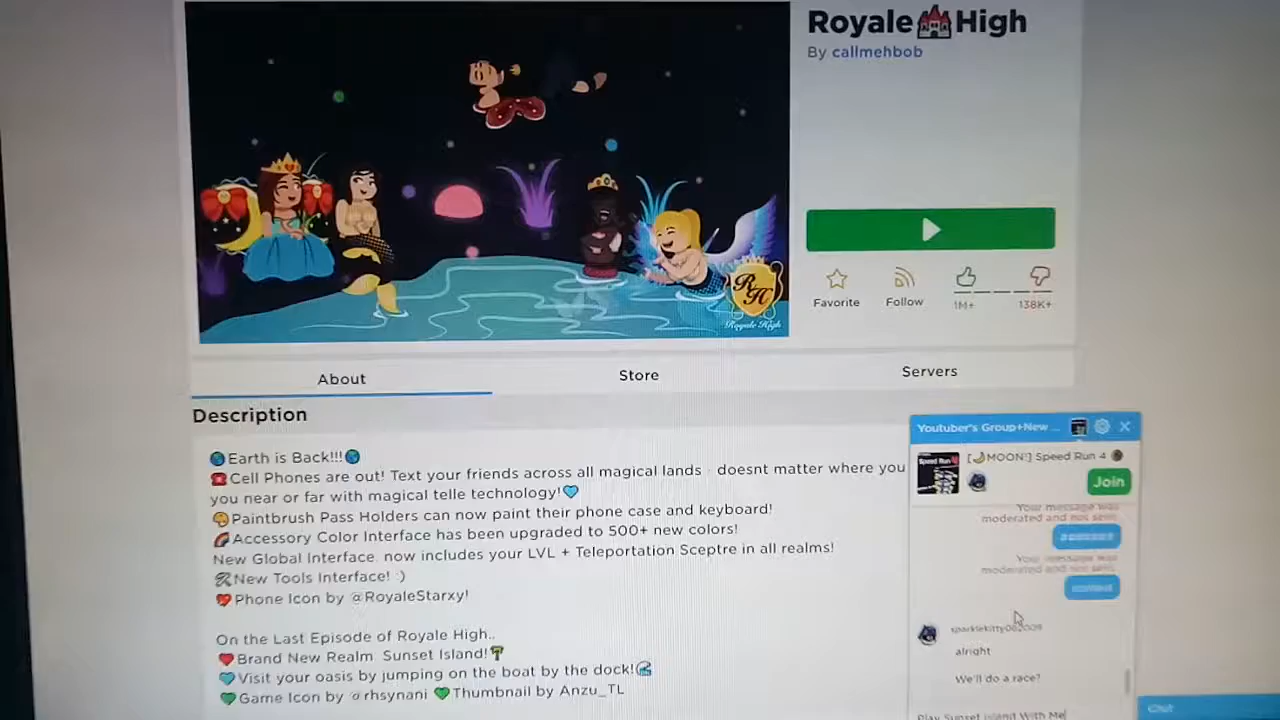 Royale🏰High
By callmehbob
RH
Royale High
Favorite
Follow
1M+
138K+
About
Store
Servers
Description
🌎Earth is Back!!!🌎
☎️Cell Phones are out! Text your friends across all magical lands - doesnt matter where you
you near or far with magical telle technology!💙
🎨Paintbrush Pass Holders can now paint their phone case and keyboard!
🌈Accessory Color Interface has been upgraded to 500+ new colors!
New Global Interface now includes your LVL + Teleportation Sceptre in all realms!
🛠New Tools Interface! :)
💖Phone Icon by @RoyaleStarxy!
On the Last Episode of Royale High..
❤️Brand New Realm Sunset Island!🌴
💙Visit your oasis by jumping on the boat by the dock!🌊
💚Game Icon by @rhsynani 💚Thumbnail by Anzu_TL
Youtuber's Group+New ...
Speed Run
[🌙MOON!] Speed Run 4 🌑
Join
Your message was
moderated and not sent.
#######
Your message was
moderated and not sent.
#######
alright
We'll do a race?
Play Sunset Island With Me
Chat